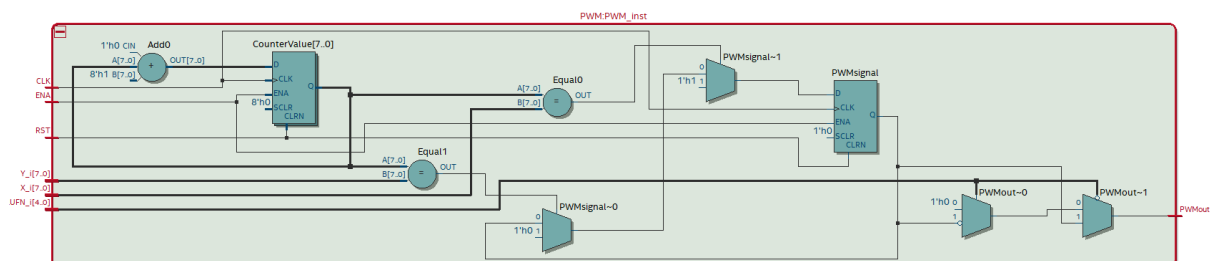 PWM:PWM_inst
1'h0 CIN
Add0
A[7..0]
8'h1 B[7..0]
+
OUT[7..0]
CounterValue[7..0]
D
CLK
ENA
8'h0
SCLR
CLRN
Q
CLK
ENA
RST
Y_i[7..0]
X_i[7..0]
UFN_i[4..0]
Equal0
A[7..0]
B[7..0]
=
OUT
Equal1
A[7..0]
B[7..0]
=
OUT
PWMsignal~0
0
1'h0 1
PWMsignal~1
0
1'h1 1
PWMsignal
D
CLK
ENA
1'h0
SCLR
CLRN
Q
PWMout~0
1'h0 0
1
PWMout~1
0
1
PWMout